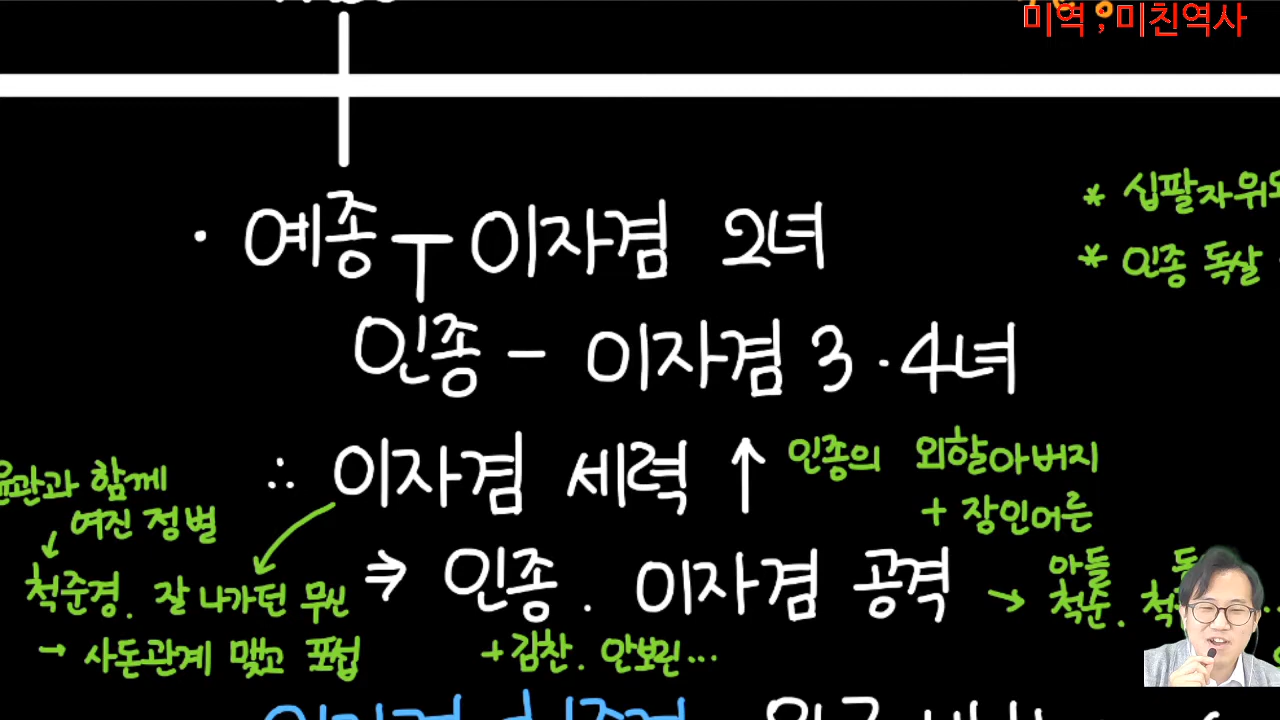 미역 ; 미친역사
* 십팔자위왕
· 예종 ㅜ 이자겸 2녀
* 인종 독살
인종 - 이자겸 3·4녀
∴ 이자겸 세력 ↑
인종의 외할아버지
+ 장인어른
윤관과 함께
여진 정벌
척준경. 잘 나가던 무신
→ 사돈관계 맺고 포섭
⇒ 인종. 이자겸 공격
+ 김찬. 안보린...
→ 아들
척준.